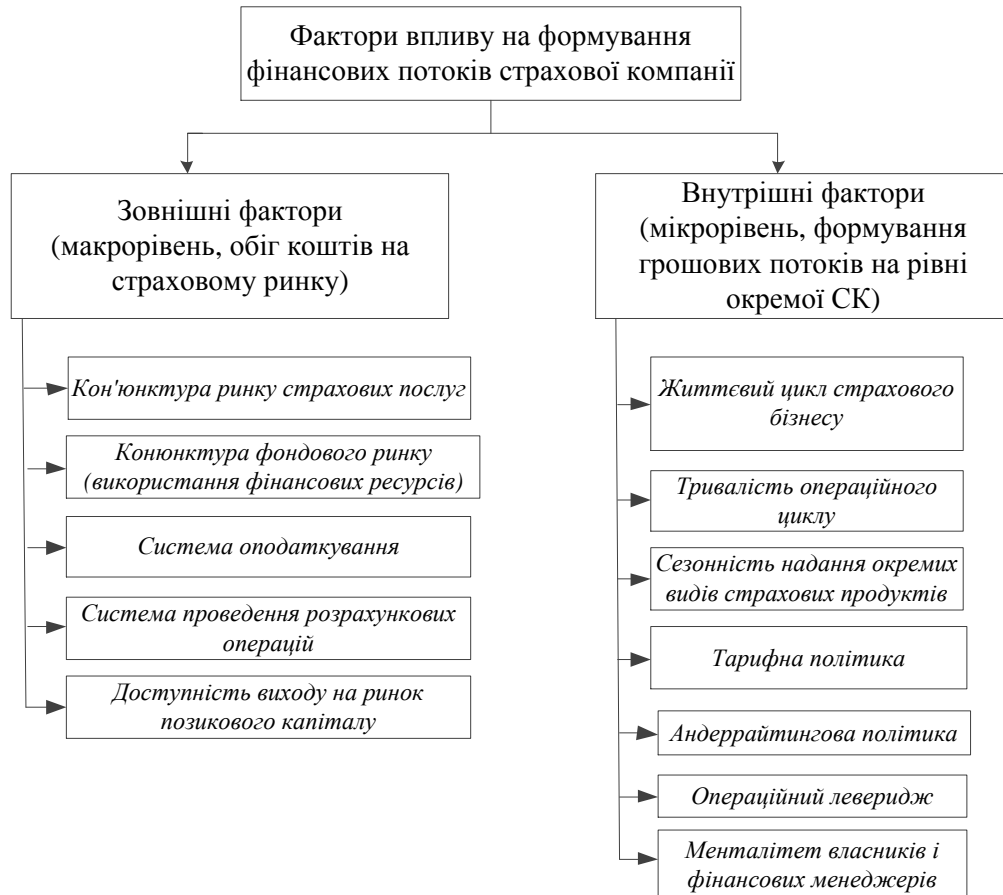 Фактори впливу на формування
фінансових потоків страхової компанії
Зовнішні фактори
(макрорівень, обіг коштів на
страховому ринку)
Кон'юнктура ринку страхових послуг
Конюнктура фондового ринку
(використання фінансових ресурсів)
Система оподаткування
Система проведення розрахункових
операцій
Доступність виходу на ринок
позикового капіталу
Внутрішні фактори
(мікрорівень, формування
грошових потоків на рівні
окремої СК)
Життєвий цикл страхового
бізнесу
Тривалість операційного
циклу
Сезонність надання окремих
видів страхових продуктів
Тарифна політика
Андеррайтингова політика
Операційний леверидж
Менталітет власників і
фінансових менеджерів